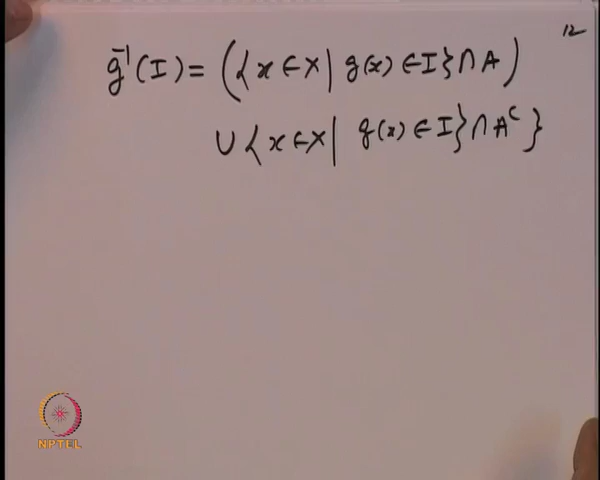 12
g⁻¹(I) = ({x ∈ X | g(x) ∈ I} ∩ A)
∪ {x ∈ X | g(x) ∈ I} ∩ Aᶜ}
NPTEL